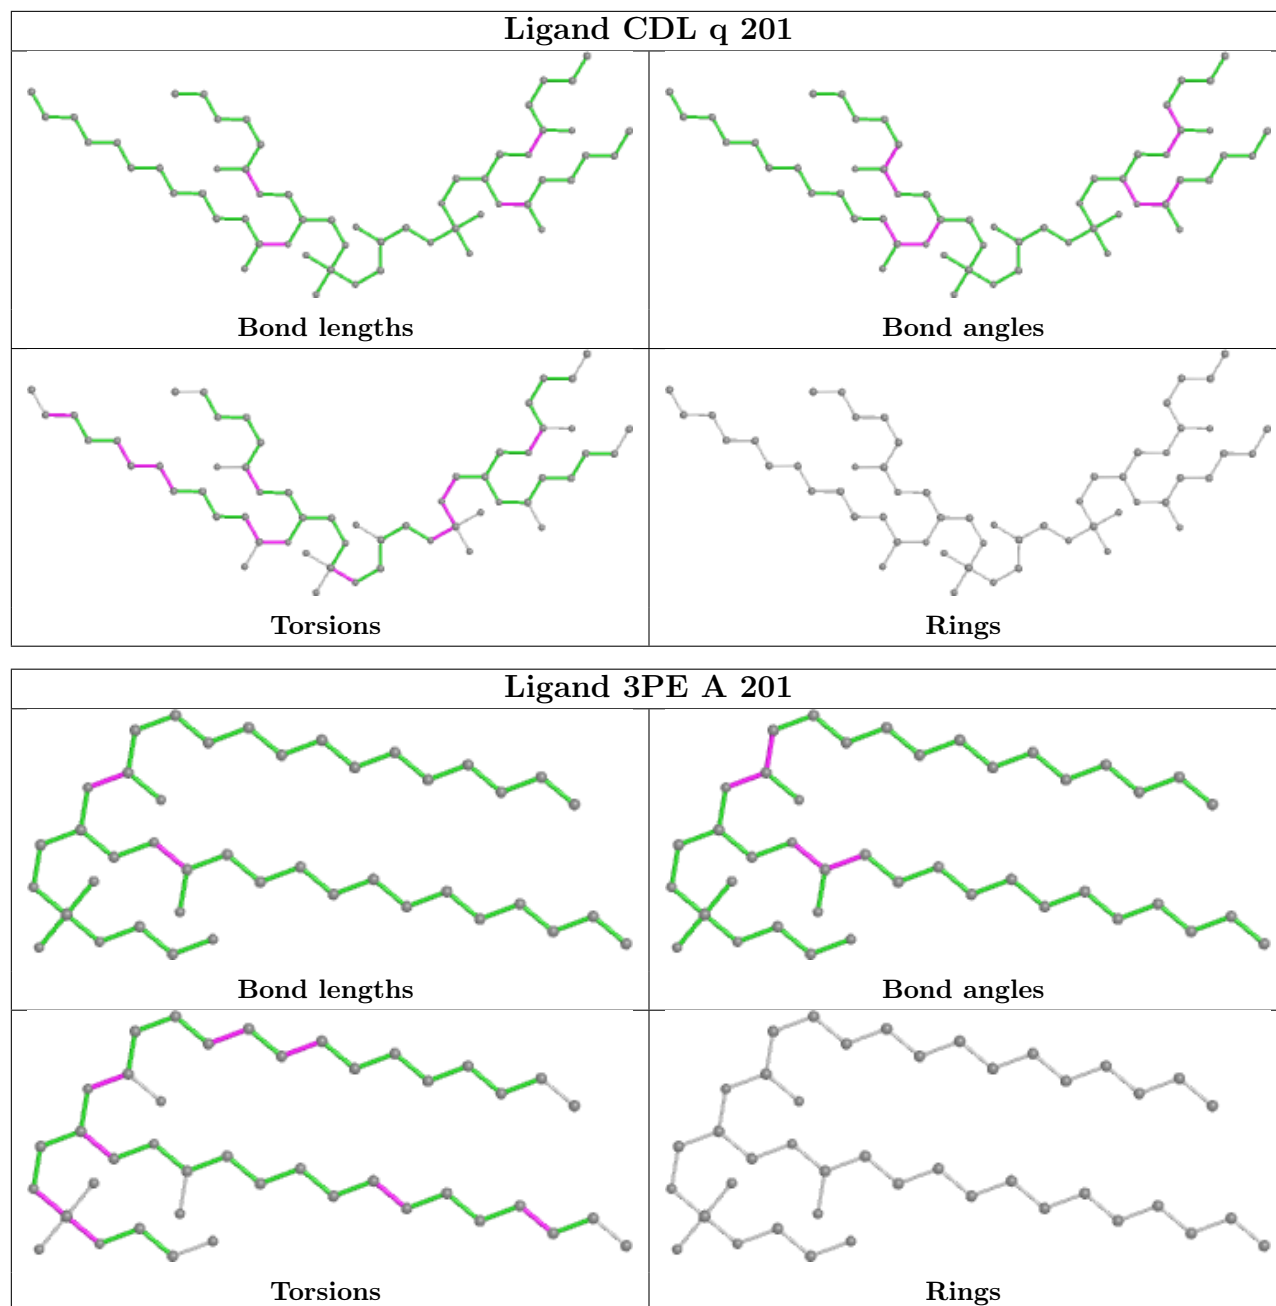 Ligand CDL q 201
Bond lengths
Bond angles
Torsions
Rings
Ligand 3PE A 201
Bond lengths
Bond angles
Torsions
Rings